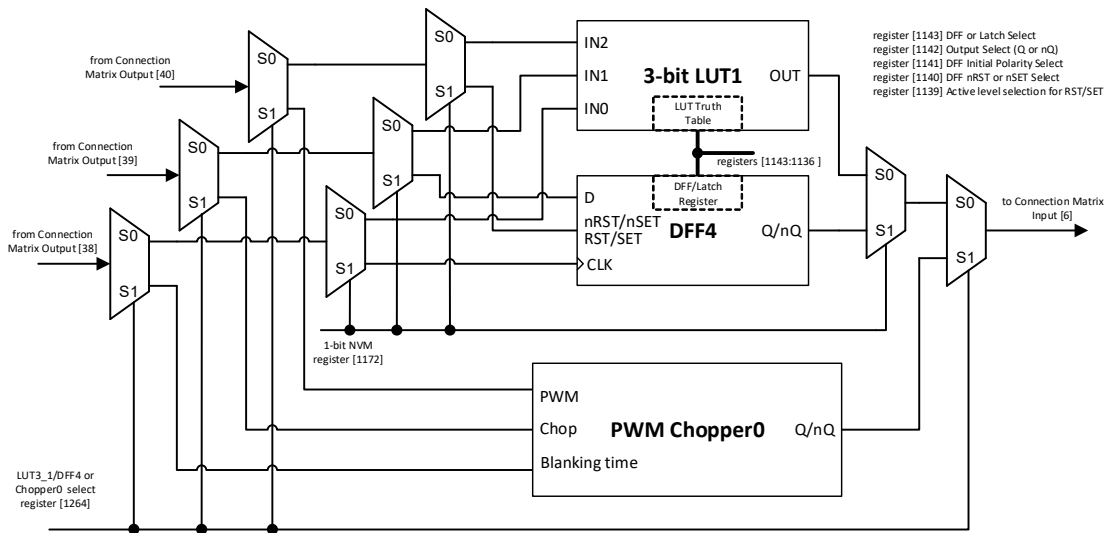 from Connection
Matrix Output [40]
S0
S1
S0
S1
IN2
IN1
IN0
3-bit LUT1
OUT
LUT Truth
Table
register [1143] DFF or Latch Select
register [1142] Output Select (Q or nQ)
register [1141] DFF Initial Polarity Select
register [1140] DFF nRST or nSET Select
register [1139] Active level selection for RST/SET
from Connection
Matrix Output [39]
S0
S1
S0
S1
registers [1143:1136 ]
DFF/Latch
Register
D
nRST/nSET
RST/SET
CLK
DFF4
Q/nQ
S0
S1
S0
S1
to Connection Matrix
Input [6]
from Connection
Matrix Output [38]
S0
S1
S0
S1
1-bit NVM
register [1172]
PWM
Chop
Blanking time
PWM Chopper0
Q/nQ
LUT3_1/DFF4 or
Chopper0 select
register [1264]